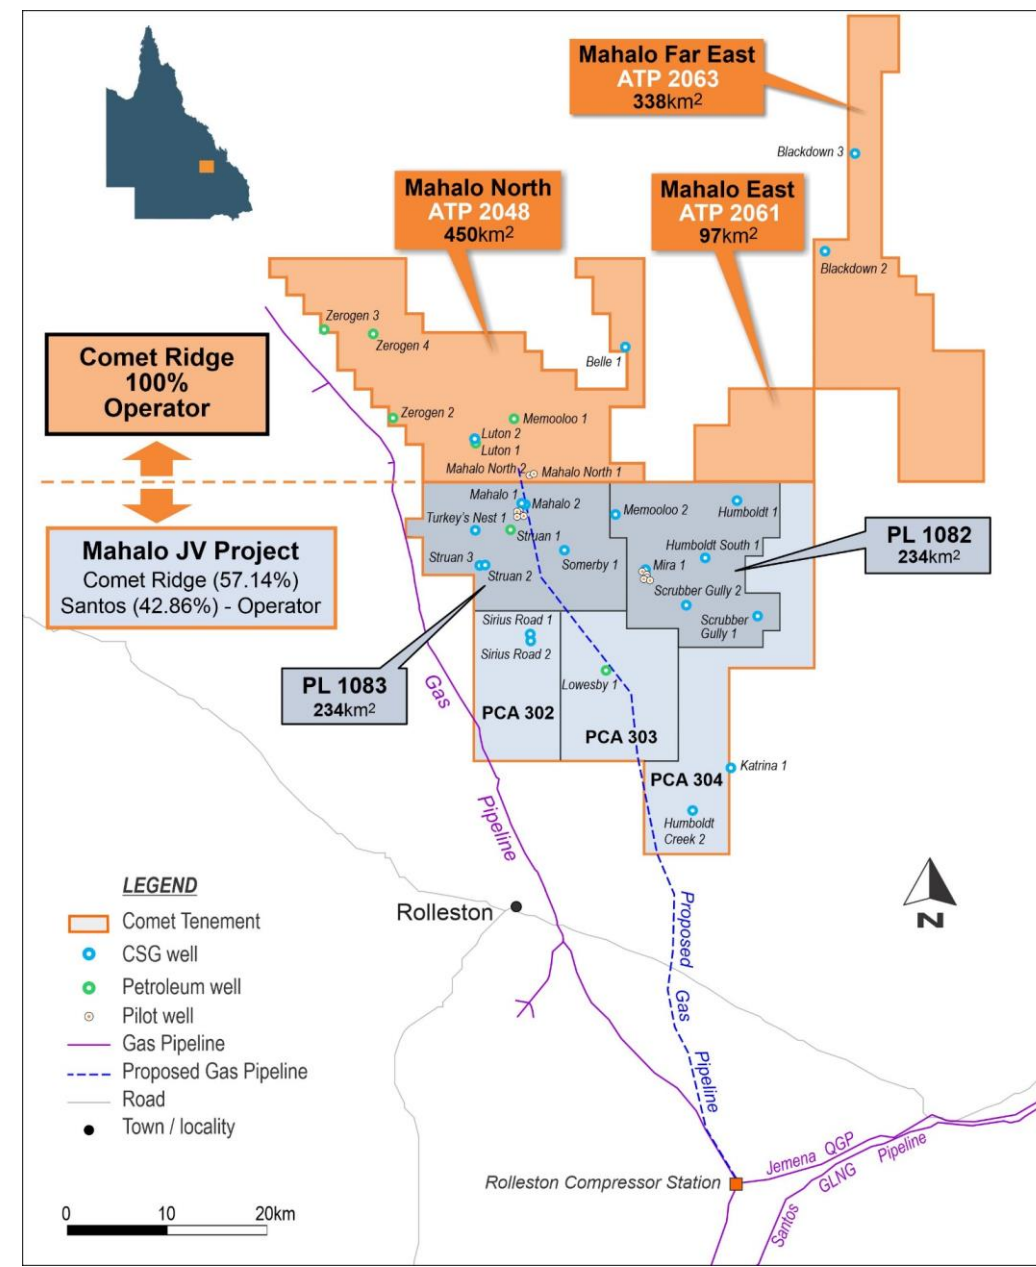 Mahalo Far East
ATP 2063
338km²
Blackdown 3
Mahalo North
ATP 2048
450km²
Mahalo East
ATP 2061
97km²
Blackdown 2
Zerogen 3
Zerogen 4
Belle 1
Comet Ridge
100%
Operator
Zerogen 2
Memooloo 1
Luton 2
Luton 1
Mahalo North 2
Mahalo North 1
Mahalo 1
Mahalo 2
Memooloo 2
Humboldt 1
Turkey's Nest 1
Struan 1
Humboldt South 1
PL 1082
234km²
Mahalo JV Project
Comet Ridge (57.14%)
Santos (42.86%) - Operator
Struan 3
Struan 2
Somerby 1
Mira 1
Scrubber Gully 2
Scrubber
Gully 1
Sirius Road 1
Sirius Road 2
PL 1083
234km²
Lowesby 1
PCA 302
PCA 303
PCA 304
Katrina 1
Humboldt
Creek 2
Gas
Pipeline
Rolleston
N
Proposed
Gas
Pipeline
LEGEND
Comet Tenement
CSG well
Petroleum well
Pilot well
Gas Pipeline
Proposed Gas Pipeline
Road
Town / locality
Jemena QGP
Santos GLNG Pipeline
Rolleston Compressor Station
0 10 20km